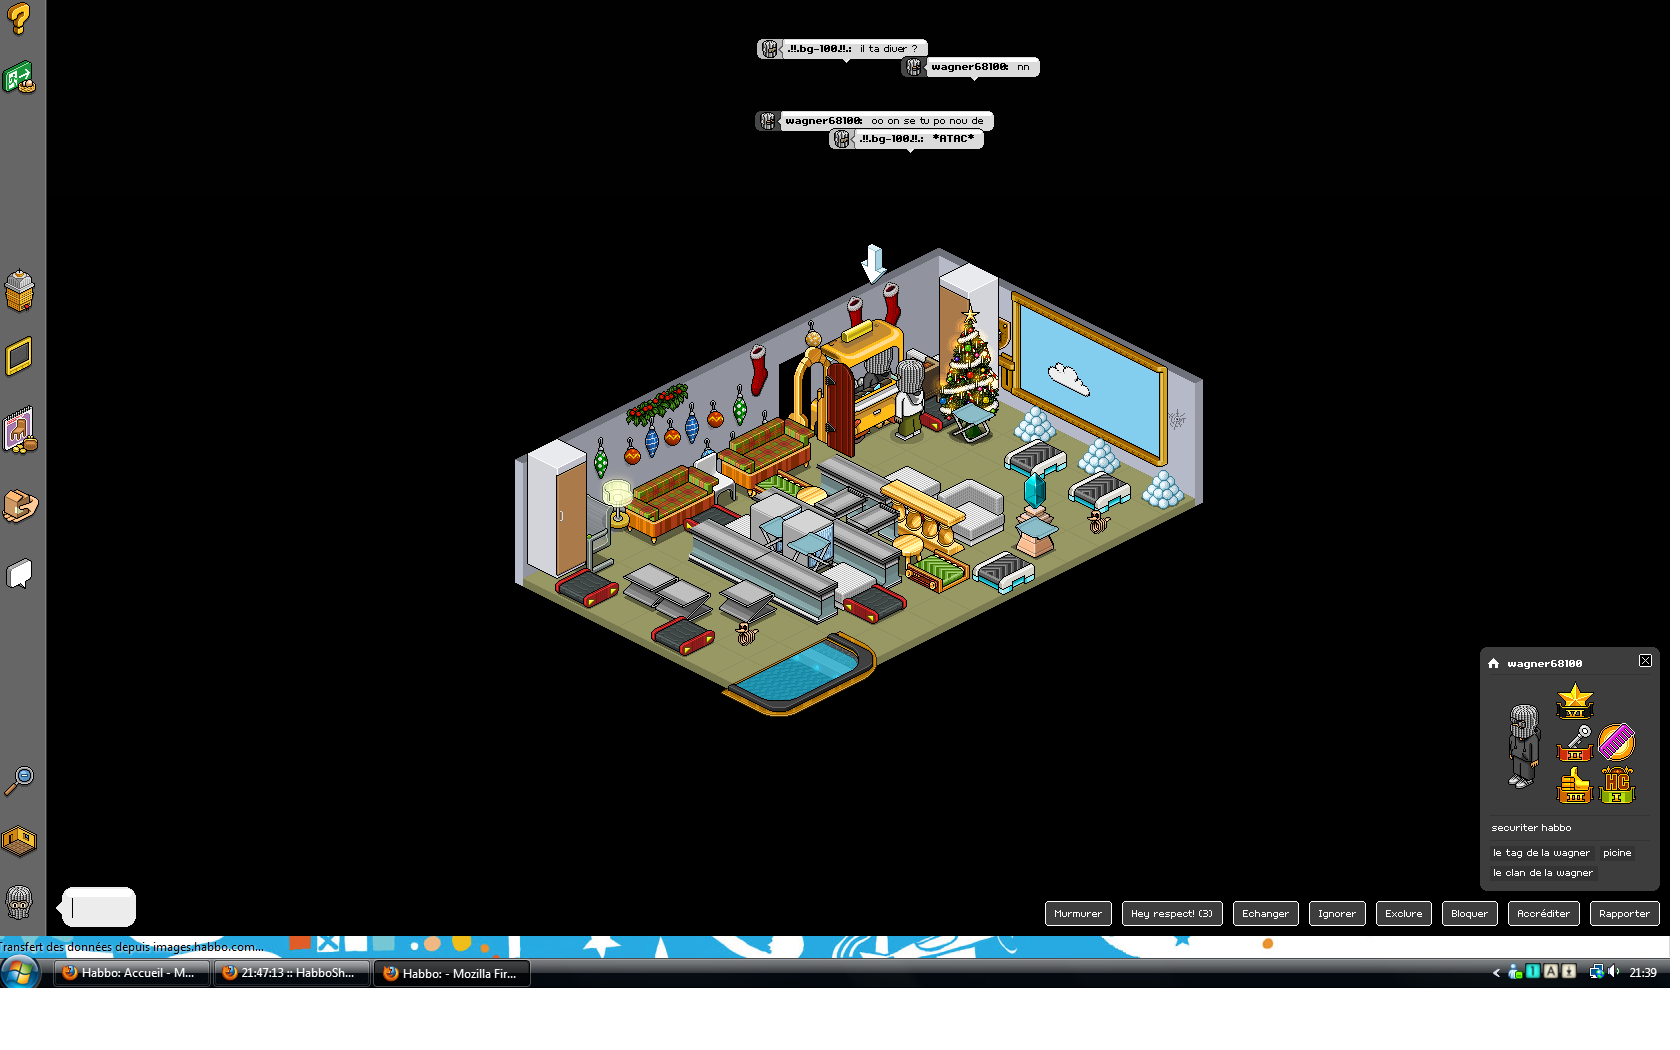 .!!.bg-100.!!.: il ta diver ?
wagner68100: nn
wagner68100: oo on se tu po nou de
.!!.bg-100.!!.: *ATAC*
wagner68100
HC
I
securiter habbo
le tag de la wagner picine
le clan de la wagner
Murmurer Hey respect! (3) Echanger Ignorer Exclure Bloquer Accréditer Rapporter
Transfert des données depuis images.habbo.com...
Habbo: Accueil - M... 21:47:13 :: HabboSh... Habbo: - Mozilla Fir... 1 A 21:39